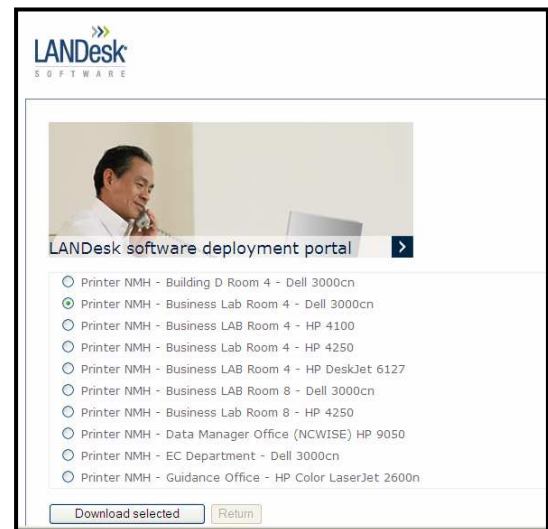 LANDesk
SOFTWARE
LANDesk software deployment portal
Printer NMH - Building D Room 4 - Dell 3000cn
Printer NMH - Business Lab Room 4 - Dell 3000cn
Printer NMH - Business LAB Room 4 - HP 4100
Printer NMH - Business Lab Room 4 - HP 4250
Printer NMH - Business LAB Room 4 - HP DeskJet 6127
Printer NMH - Business LAB Room 8 - Dell 3000cn
Printer NMH - Business Lab Room 8 - HP 4250
Printer NMH - Data Manager Office (NCWISE) HP 9050
Printer NMH - EC Department - Dell 3000cn
Printer NMH - Guidance Office - HP Color LaserJet 2600n
Download selected Return